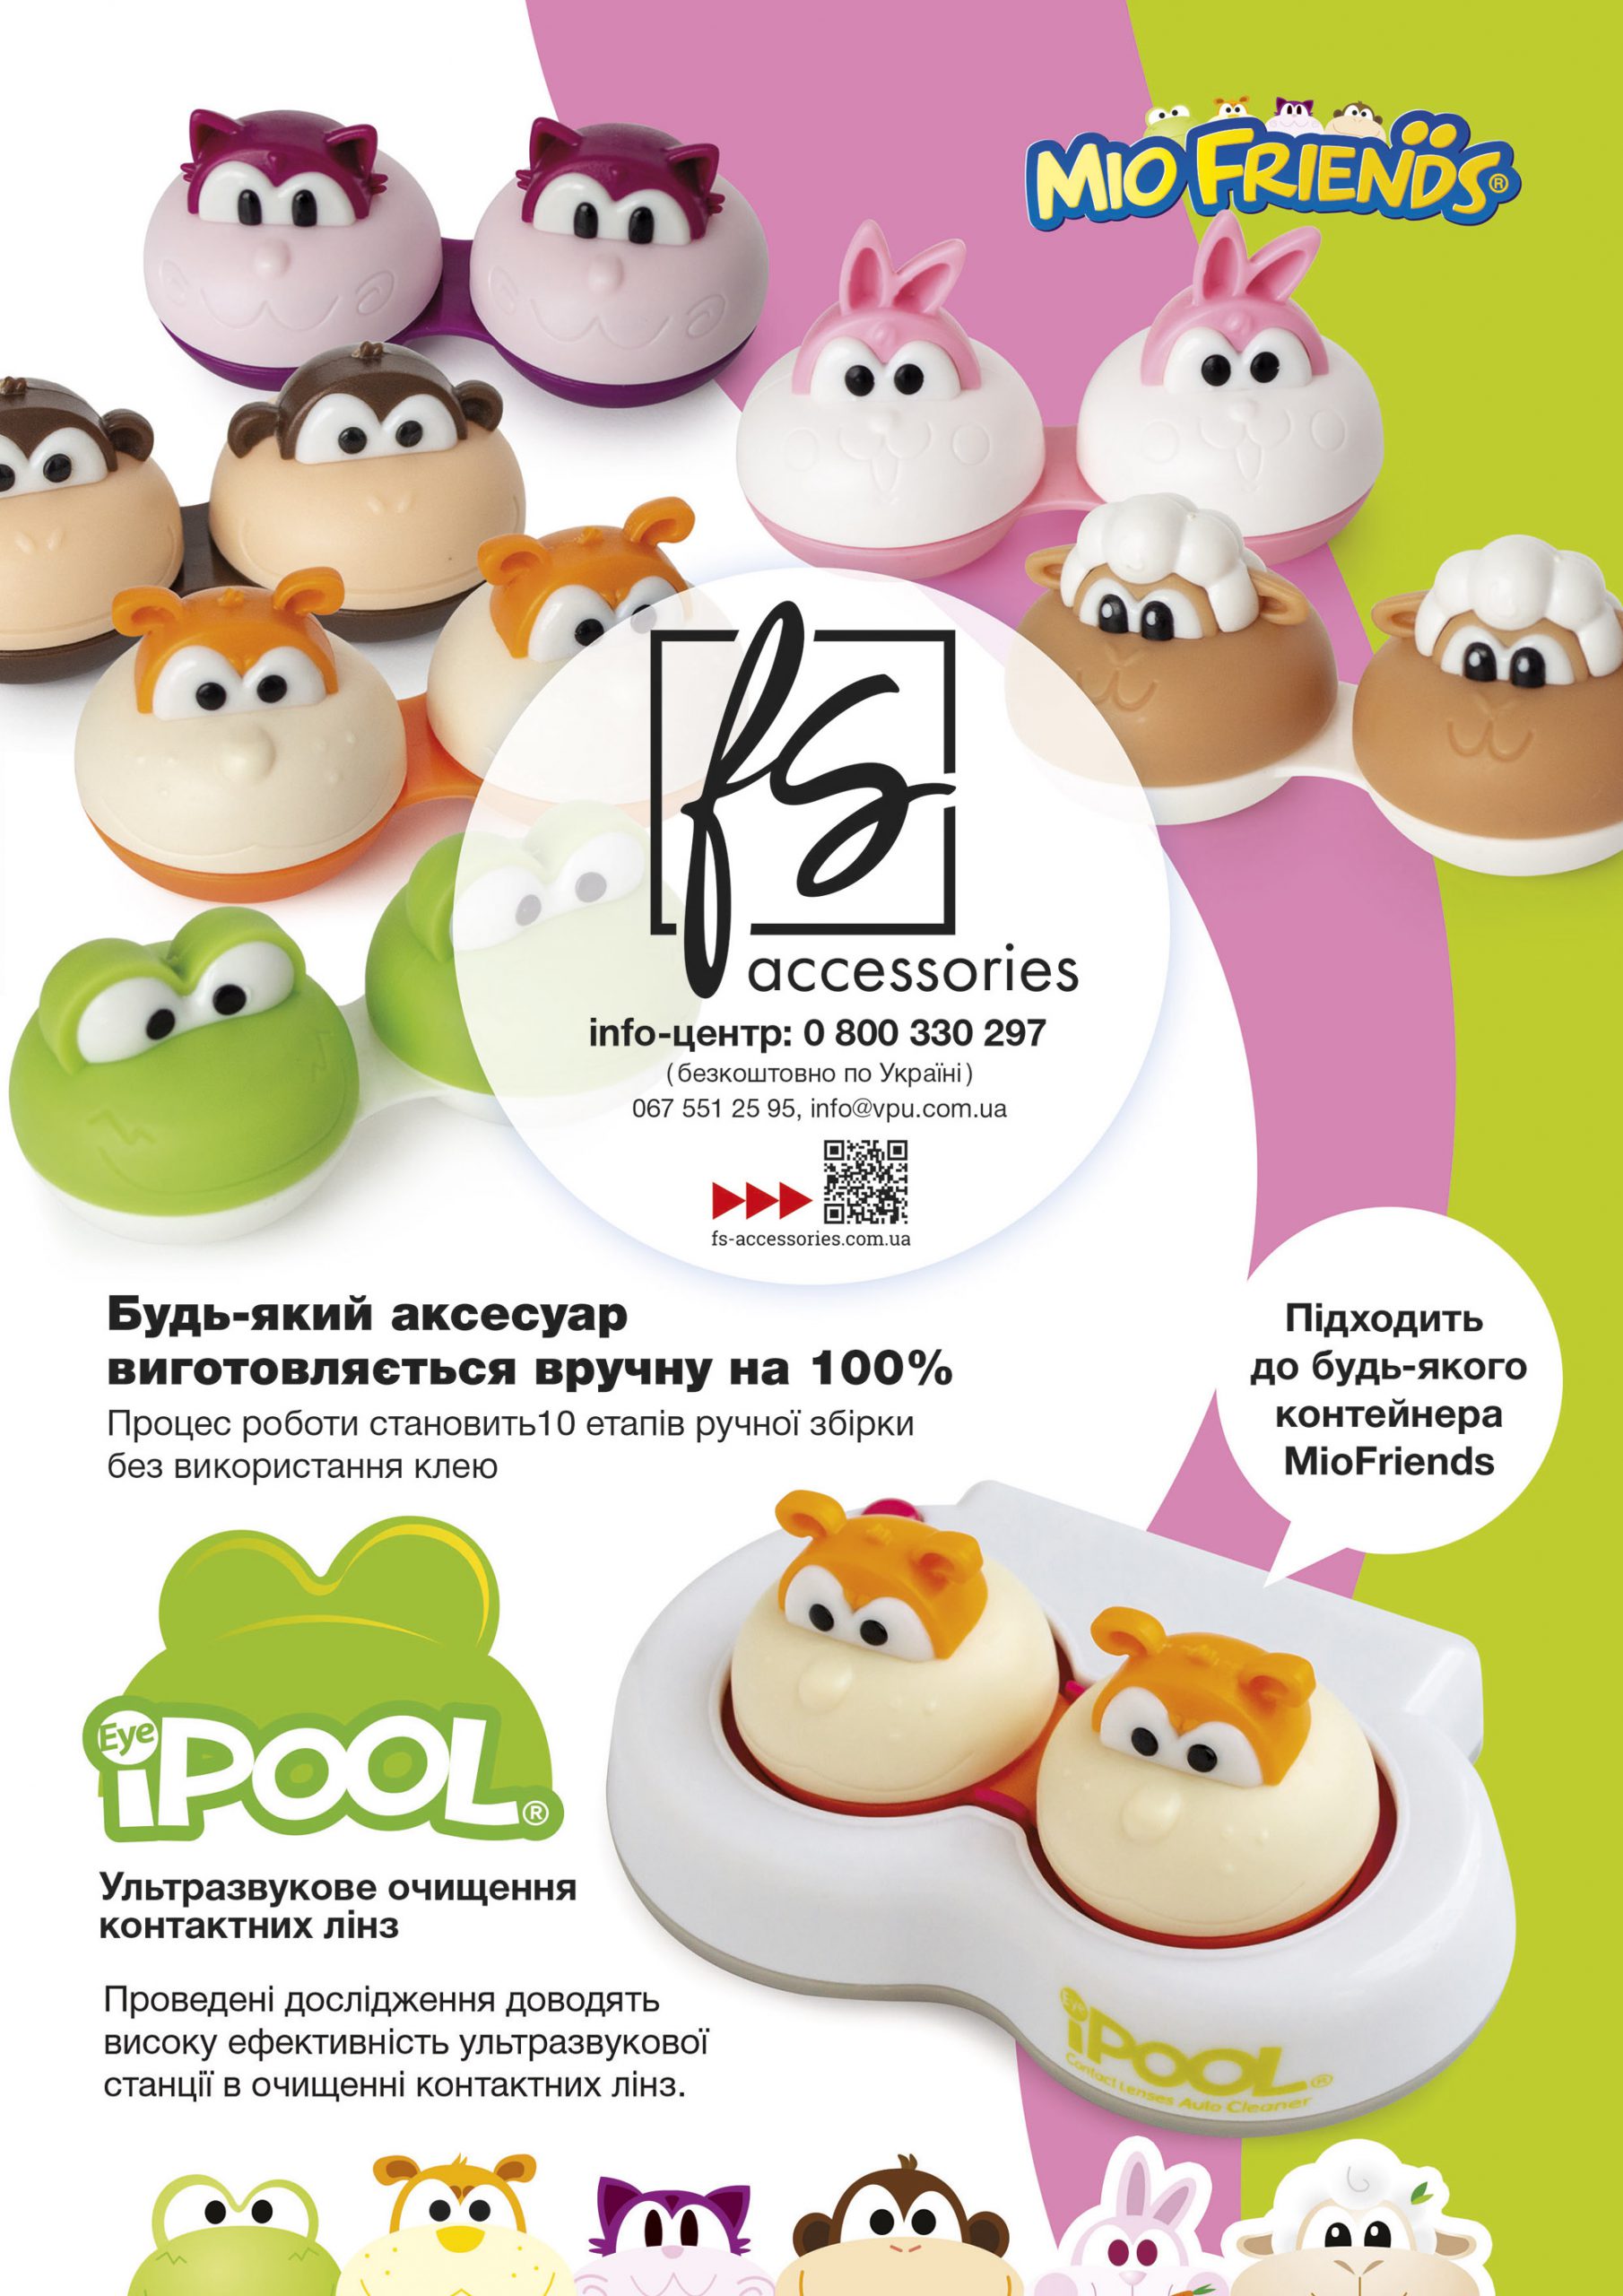 MIO FRIENDS®
fs
accessories
info-центр: 0 800 330 297
(безкоштовно по Україні)
067 551 25 95, info@vpu.com.ua
fs-accessories.com.ua
Будь-який аксесуар
виготовляється вручну на 100%
Процес роботи становить10 етапів ручної збірки
без використання клею
Підходить
до будь-якого
контейнера
MioFriends
Eye
iPOOL®
Ультразвукове очищення
контактних лінз
Проведені дослідження доводять
високу ефективність ультразвукової
станції в очищенні контактних лінз.
Eye
iPOOL®
Contact Lenses Auto Cleaner